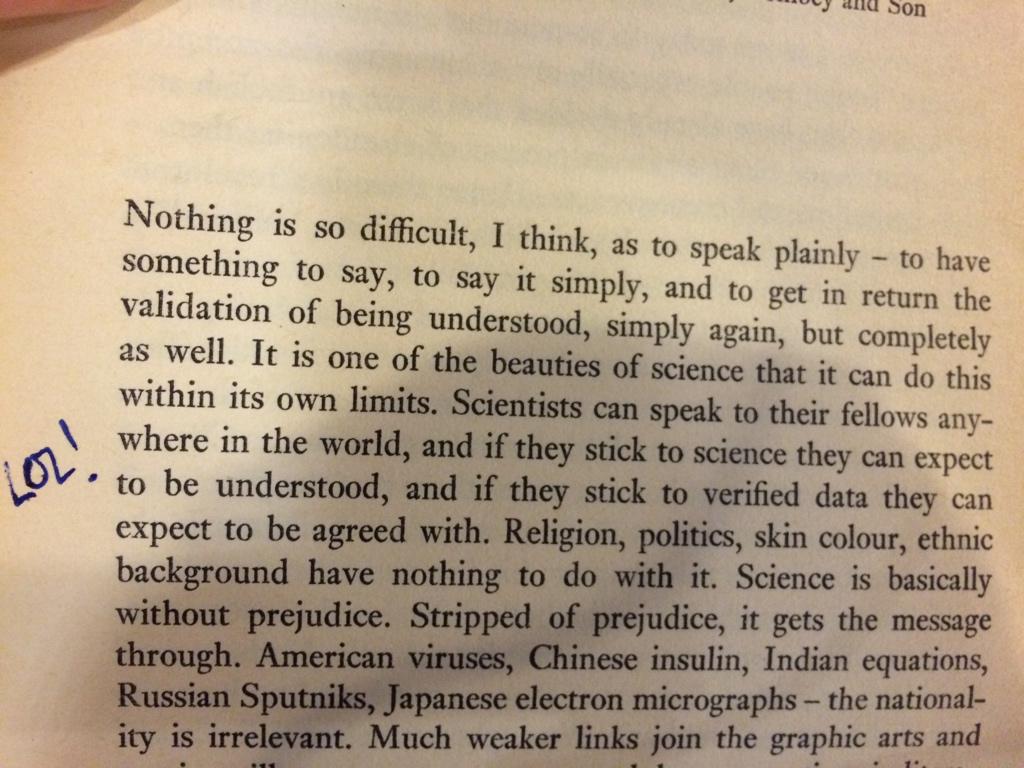 and Son
Nothing is so difficult, I think, as to speak plainly – to have
something to say, to say it simply, and to get in return the
validation of being understood, simply again, but completely
as well. It is one of the beauties of science that it can do this
within its own limits. Scientists can speak to their fellows any-
where in the world, and if they stick to science they can expect
LOL!
to be understood, and if they stick to verified data they can
expect to be agreed with. Religion, politics, skin colour, ethnic
background have nothing to do with it. Science is basically
without prejudice. Stripped of prejudice, it gets the message
through. American viruses, Chinese insulin, Indian equations,
Russian Sputniks, Japanese electron micrographs – the national-
ity is irrelevant. Much weaker links join the graphic arts and